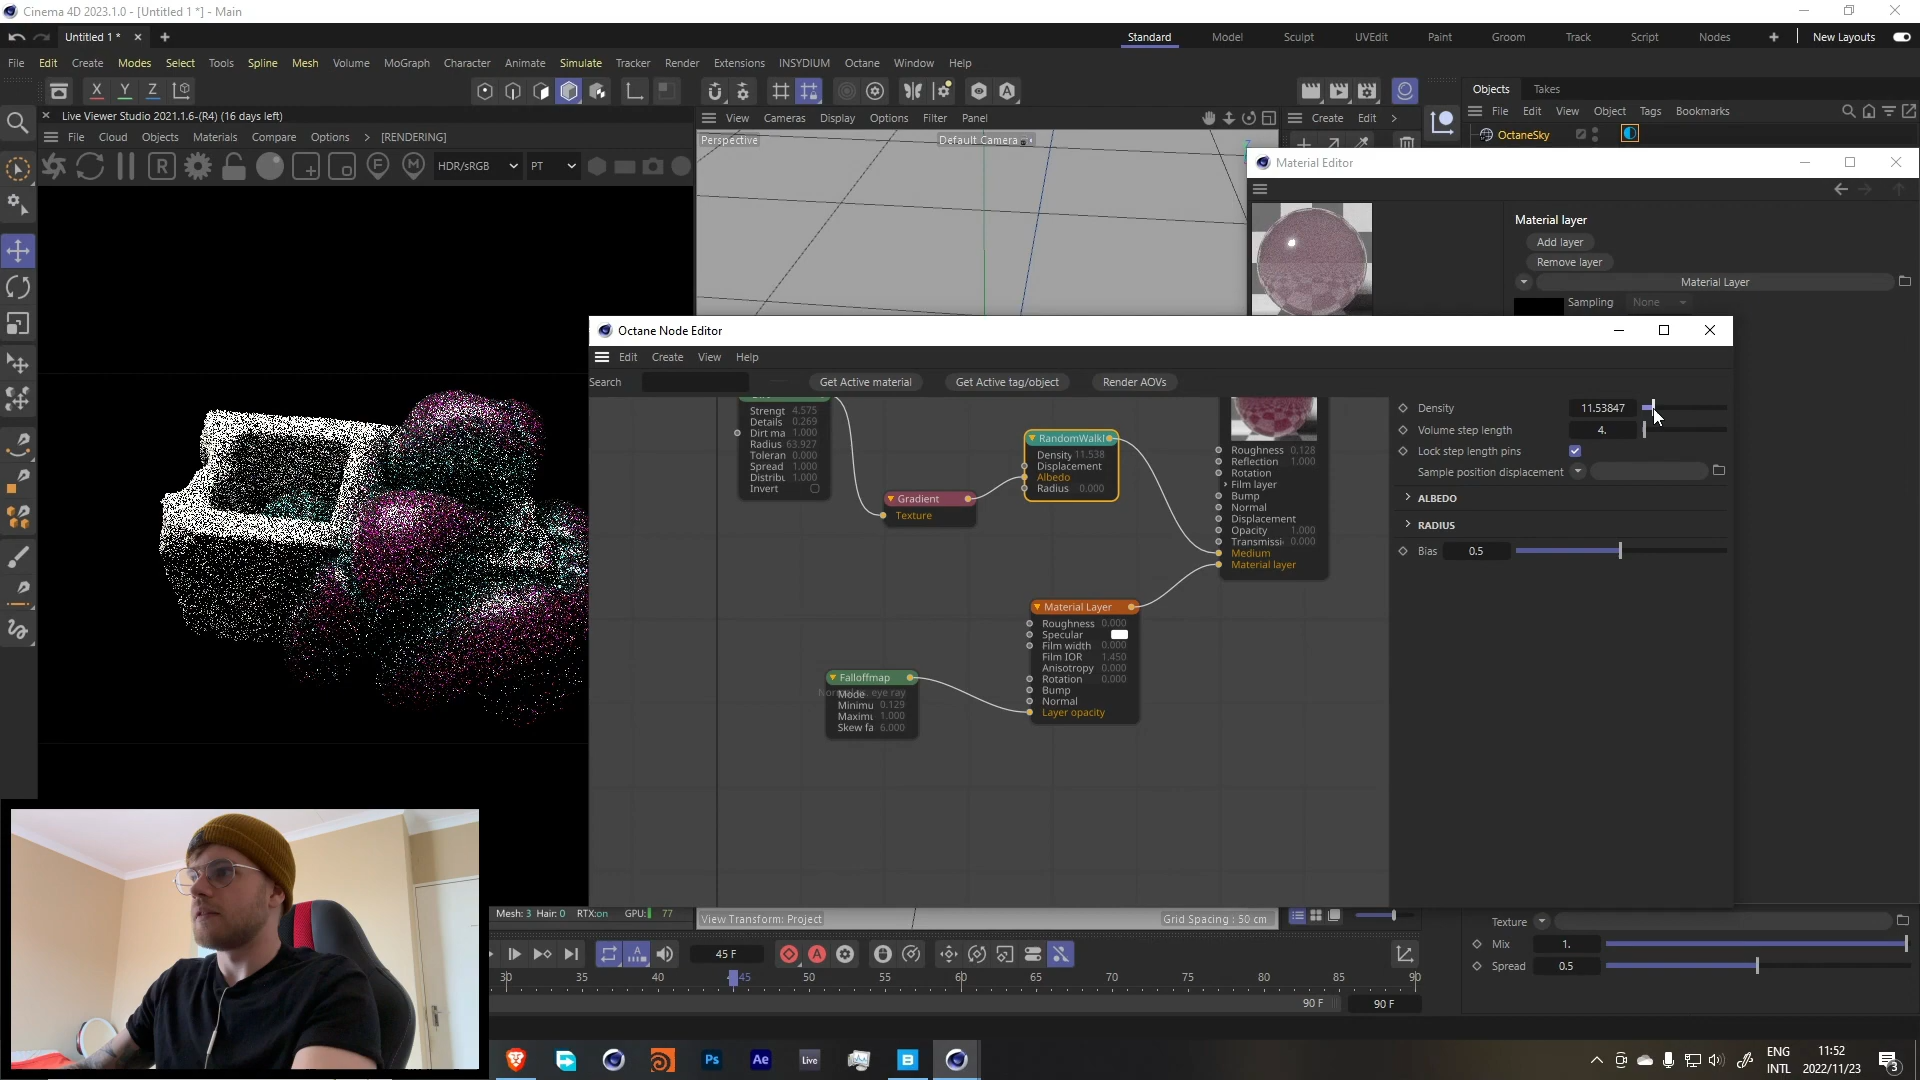 Cinema 4D 2023.1.0 - [Untitled 1 *] - Main
Untitled 1 *
Standard Model Sculpt UVEdit Paint Groom Track Script Nodes New Layouts
File Edit Create Modes Select Tools Spline Mesh Volume MoGraph Character Animate Simulate Tracker Render Extensions INSYDIUM Octane Window Help
X Y Z
Objects Takes
File Edit View Object Tags Bookmarks
OctaneSky
Live Viewer Studio 2021.1.6-(R4) (16 days left)
File Cloud Objects Materials Compare Options > [RENDERING]
HDR/sRGB PT
View Cameras Display Options Filter Panel
Create Edit
Perspective
Default Camera
Material Editor
Material layer
Add layer
Remove layer
Material Layer
Sampling None
Octane Node Editor
Edit Create View Help
Search
Get Active material
Get Active tag/object
Render AOVs
Strengt 4.575
Details 0.269
Dirt ma 1.000
Radius 63.927
Toleran 0.000
Spread 1.000
Distribu 1.000
Invert
Gradient
Texture
Density 11.538
Displacement
Albedo
Radius 0.000
Roughness 0.128
Reflection 1.000
Rotation
Film layer
Bump
Normal
Displacement
Opacity 1.000
Transmissi 0.000
Medium
Material layer
Material Layer
Roughness 0.000
Specular
Film width 0.000
Film IOR 1.450
Anisotropy 0.000
Rotation 0.000
Bump
Normal
Layer opacity
Falloffmap
Mode
Minimu 0.129
Maximu 1.000
Skew fa 6.000
Density 11.53847
Volume step length 4.
Lock step length pins
Sample position displacement
ALBEDO
RADIUS
Bias 0.5
Mesh: 3 Hair: 0 RTX:on GPU: 77
View Transform: Project
Grid Spacing : 50 cm
Texture
Mix 1.
Spread 0.5
45 F
30 40 45 50 55 60 65 70 75 80 85 90
90 F
90 F
Ps Ae Live
ENG
INTL
11:52
2022/11/23
3